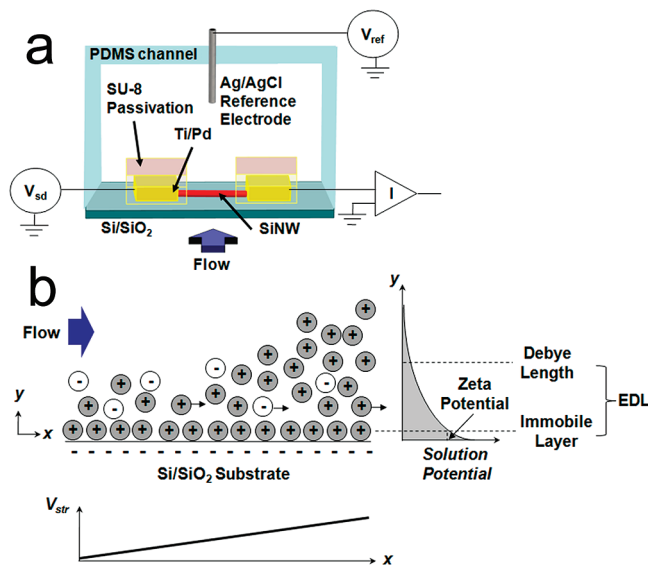 a
V_ref
PDMS channel
SU-8
Passivation
Ag/AgCl
Reference
Electrode
Ti/Pd
V_sd
I
Si/SiO₂
SiNW
Flow
b
y
Flow
Debye
Length
Zeta
Potential
EDL
Immobile
Layer
y
x
+ + + + + + + + + + + + + + + + + + + + + + + + + + + + + + + + + + +
- - - - - -
- - - - - - - - - - - - - - - - - - - -
Si/SiO₂ Substrate
Solution
Potential
V_str
x